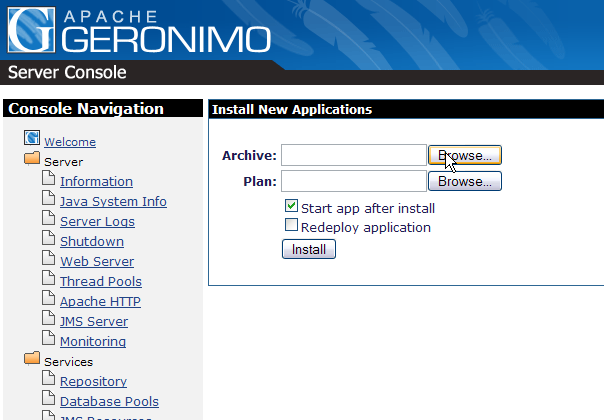 APACHE
GERONIMO
Server Console
Console Navigation
Welcome
Server
Information
Java System Info
Server Logs
Shutdown
Web Server
Thread Pools
Apache HTTP
JMS Server
Monitoring
Services
Repository
Database Pools
JMS Resources
Install New Applications
Archive: Browse...
Plan: Browse...
Start app after install
Redeploy application
Install